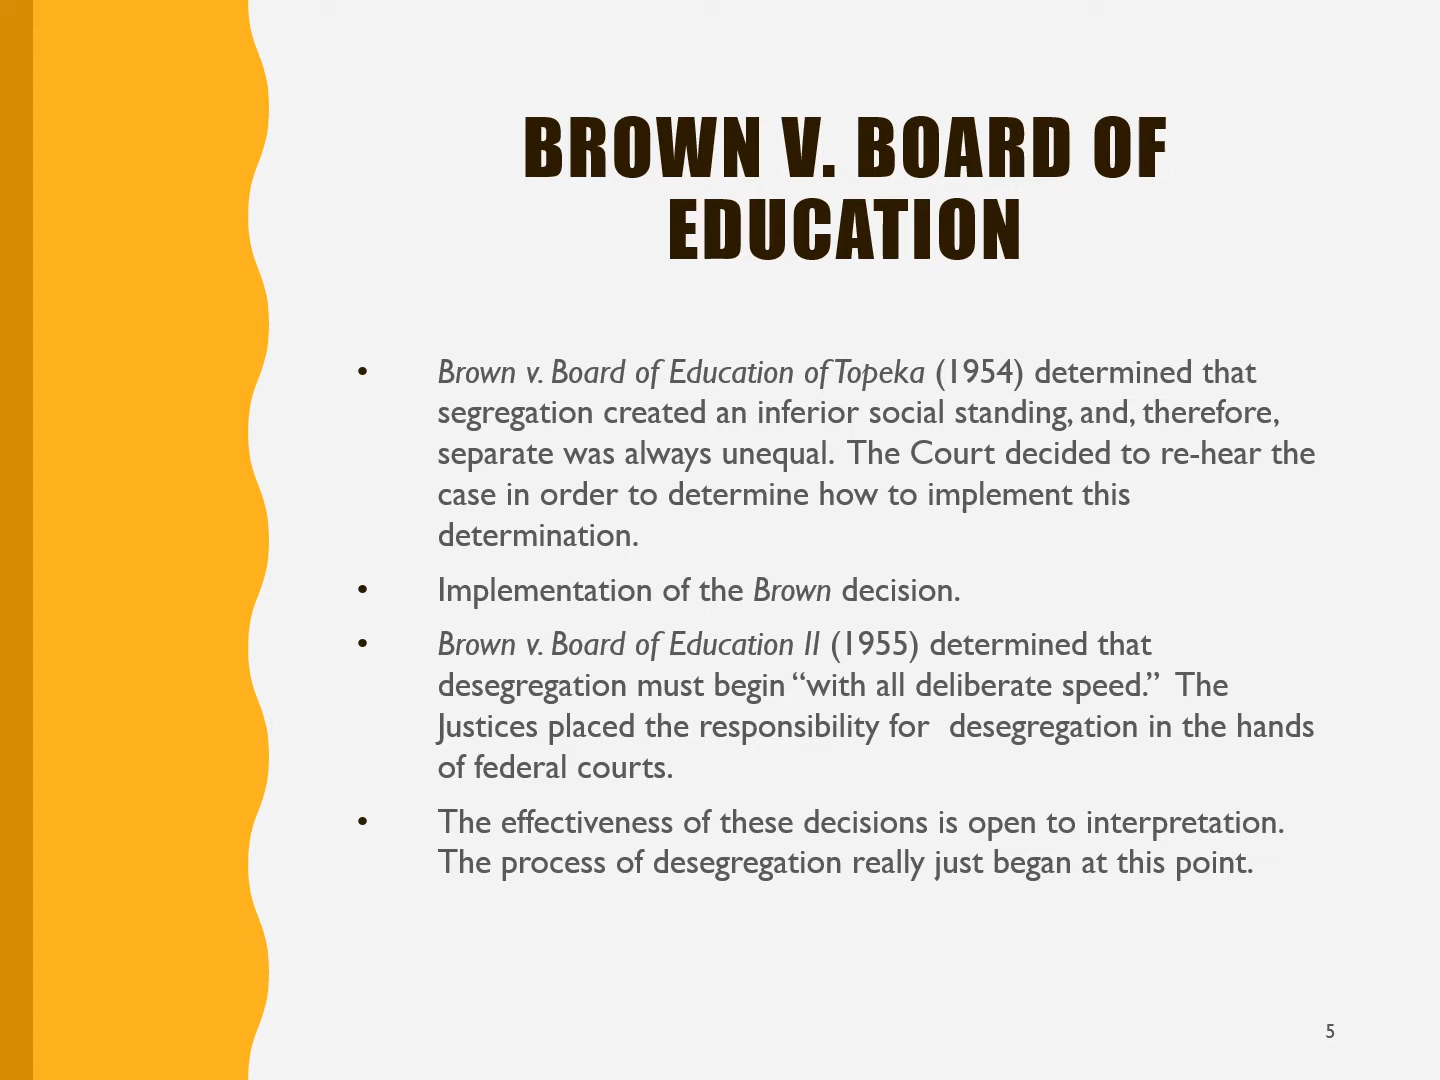 BROWN V. BOARD OF
EDUCATION
• Brown v. Board of Education of Topeka (1954) determined that
segregation created an inferior social standing, and, therefore,
separate was always unequal.  The Court decided to re-hear the
case in order to determine how to implement this
determination.
• Implementation of the Brown decision.
• Brown v. Board of Education II (1955) determined that
desegregation must begin “with all deliberate speed.”  The
Justices placed the responsibility for  desegregation in the hands
of federal courts.
• The effectiveness of these decisions is open to interpretation.
The process of desegregation really just began at this point.
5